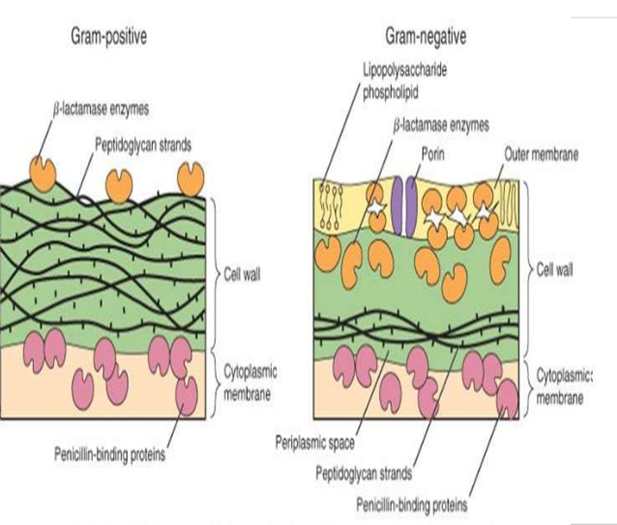 Gram-positive
β-lactamase enzymes
Peptidoglycan strands
Cell wall
Cytoplasmic
membrane
Penicillin-binding proteins
Gram-negative
Lipopolysaccharide
phospholipid
β-lactamase enzymes
Porin
Outer membrane
Cell wall
Cytoplasmic
membrane
Periplasmic space
Peptidoglycan strands
Penicillin-binding proteins